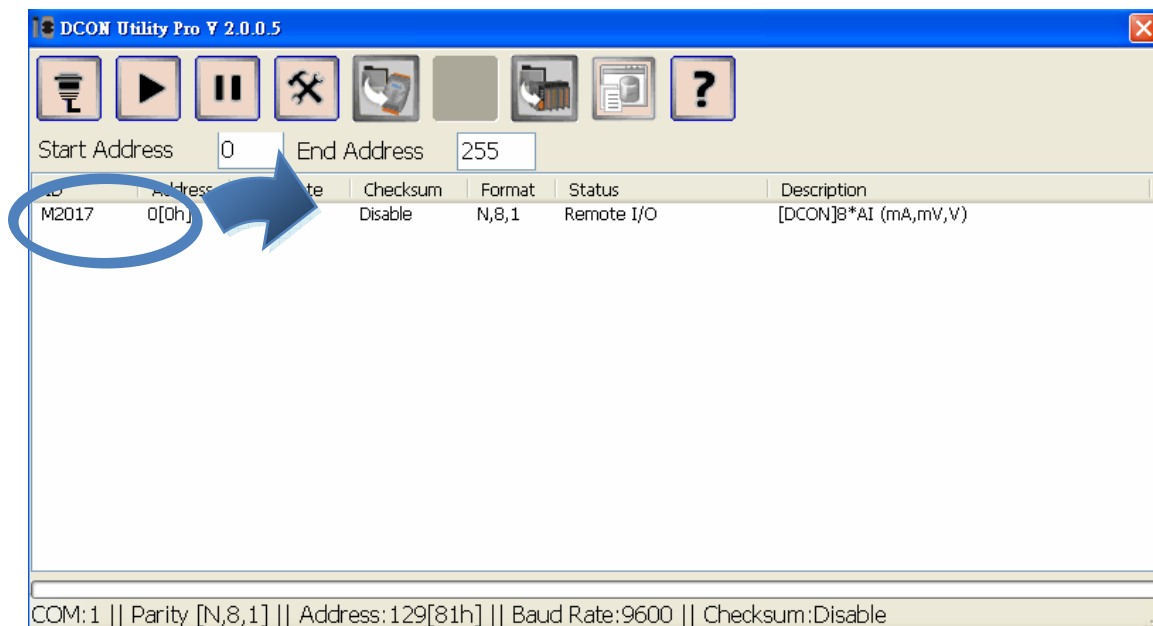 DCON Utility Pro V 2.0.0.5
?
Start Address 0 End Address 255
Checksum Format Status Description
M2017 0[0h] Disable N,8,1 Remote I/O [DCON]8*AI (mA,mV,V)
COM:1 || Parity [N,8,1] || Address:129[81h] || Baud Rate:9600 || Checksum:Disable